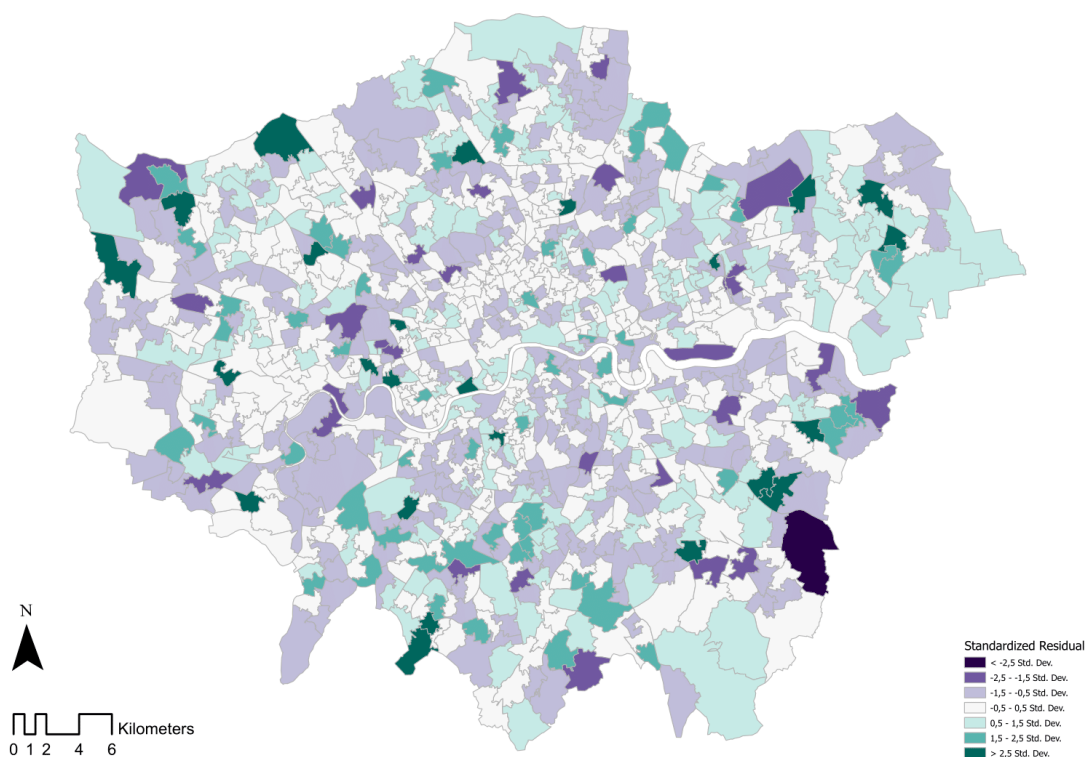 N
Kilometers
0 1 2 4 6
Standardized Residual
< -2,5 Std. Dev.
-2,5 - -1,5 Std. Dev.
-1,5 - -0,5 Std. Dev.
-0,5 - 0,5 Std. Dev.
0,5 - 1,5 Std. Dev.
1,5 - 2,5 Std. Dev.
> 2,5 Std. Dev.